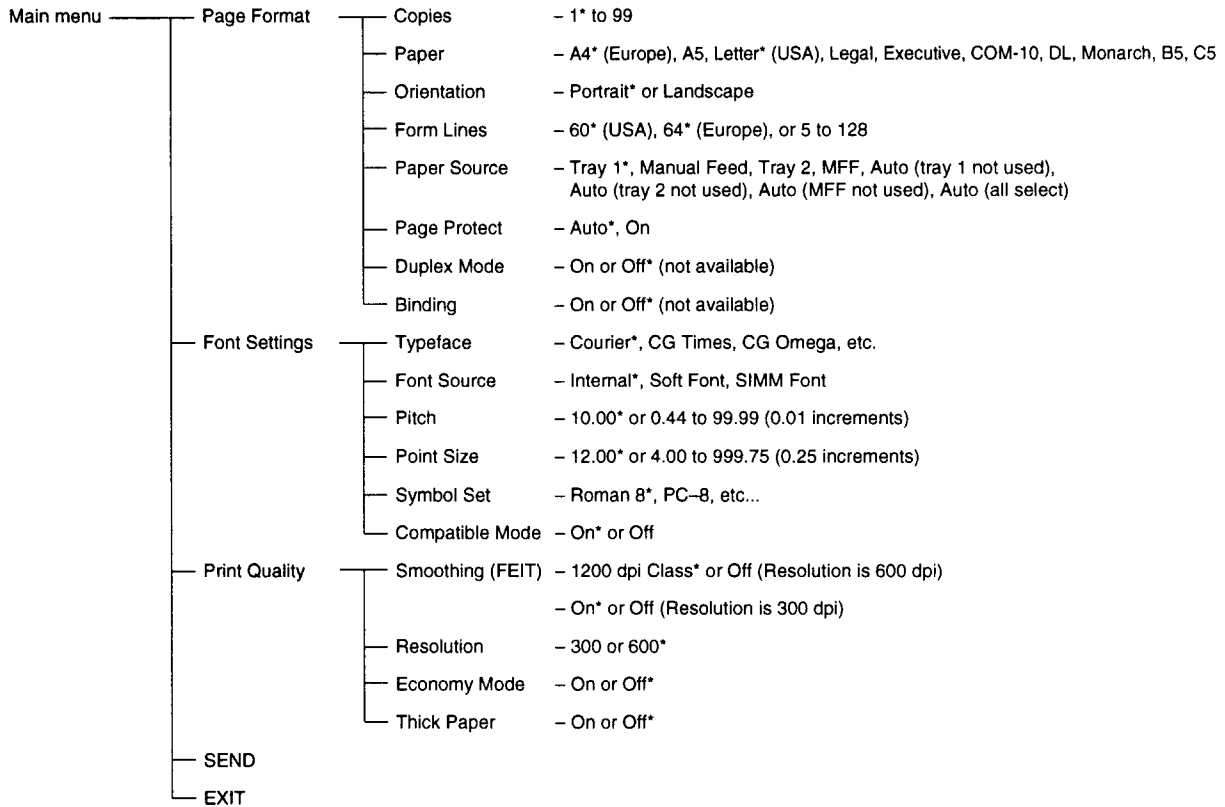 Main menu Page Format Copies – 1* to 99
Paper – A4* (Europe), A5, Letter* (USA), Legal, Executive, COM-10, DL, Monarch, B5, C5
Orientation – Portrait* or Landscape
Form Lines – 60* (USA), 64* (Europe), or 5 to 128
Paper Source – Tray 1*, Manual Feed, Tray 2, MFF, Auto (tray 1 not used),
Auto (tray 2 not used), Auto (MFF not used), Auto (all select)
Page Protect – Auto*, On
Duplex Mode – On or Off* (not available)
Binding – On or Off* (not available)
Font Settings Typeface – Courier*, CG Times, CG Omega, etc.
Font Source – Internal*, Soft Font, SIMM Font
Pitch – 10.00* or 0.44 to 99.99 (0.01 increments)
Point Size – 12.00* or 4.00 to 999.75 (0.25 increments)
Symbol Set – Roman 8*, PC–8, etc...
Compatible Mode – On* or Off
Print Quality Smoothing (FEIT) – 1200 dpi Class* or Off (Resolution is 600 dpi)
– On* or Off (Resolution is 300 dpi)
Resolution – 300 or 600*
Economy Mode – On or Off*
Thick Paper – On or Off*
SEND
EXIT